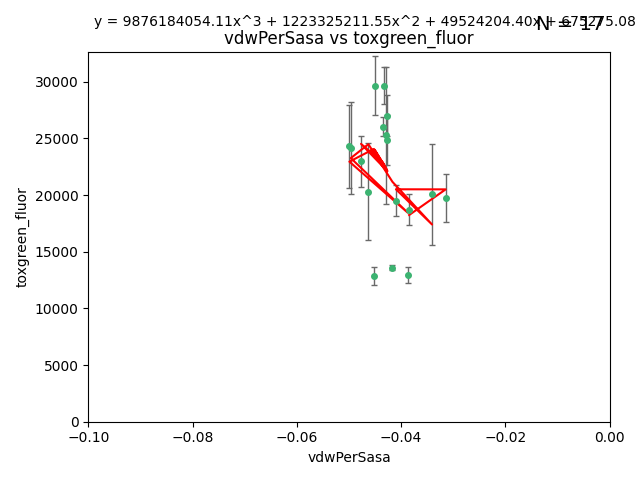 y = 9876184054.11x^3 + 1223325211.55x^2 + 49524204.40x + 675275.08
N = 17
vdwPerSasa vs toxgreen_fluor
30000
25000
20000
15000
10000
5000
0
toxgreen_fluor
−0.10 −0.08 −0.06 −0.04 −0.02 0.00
vdwPerSasa